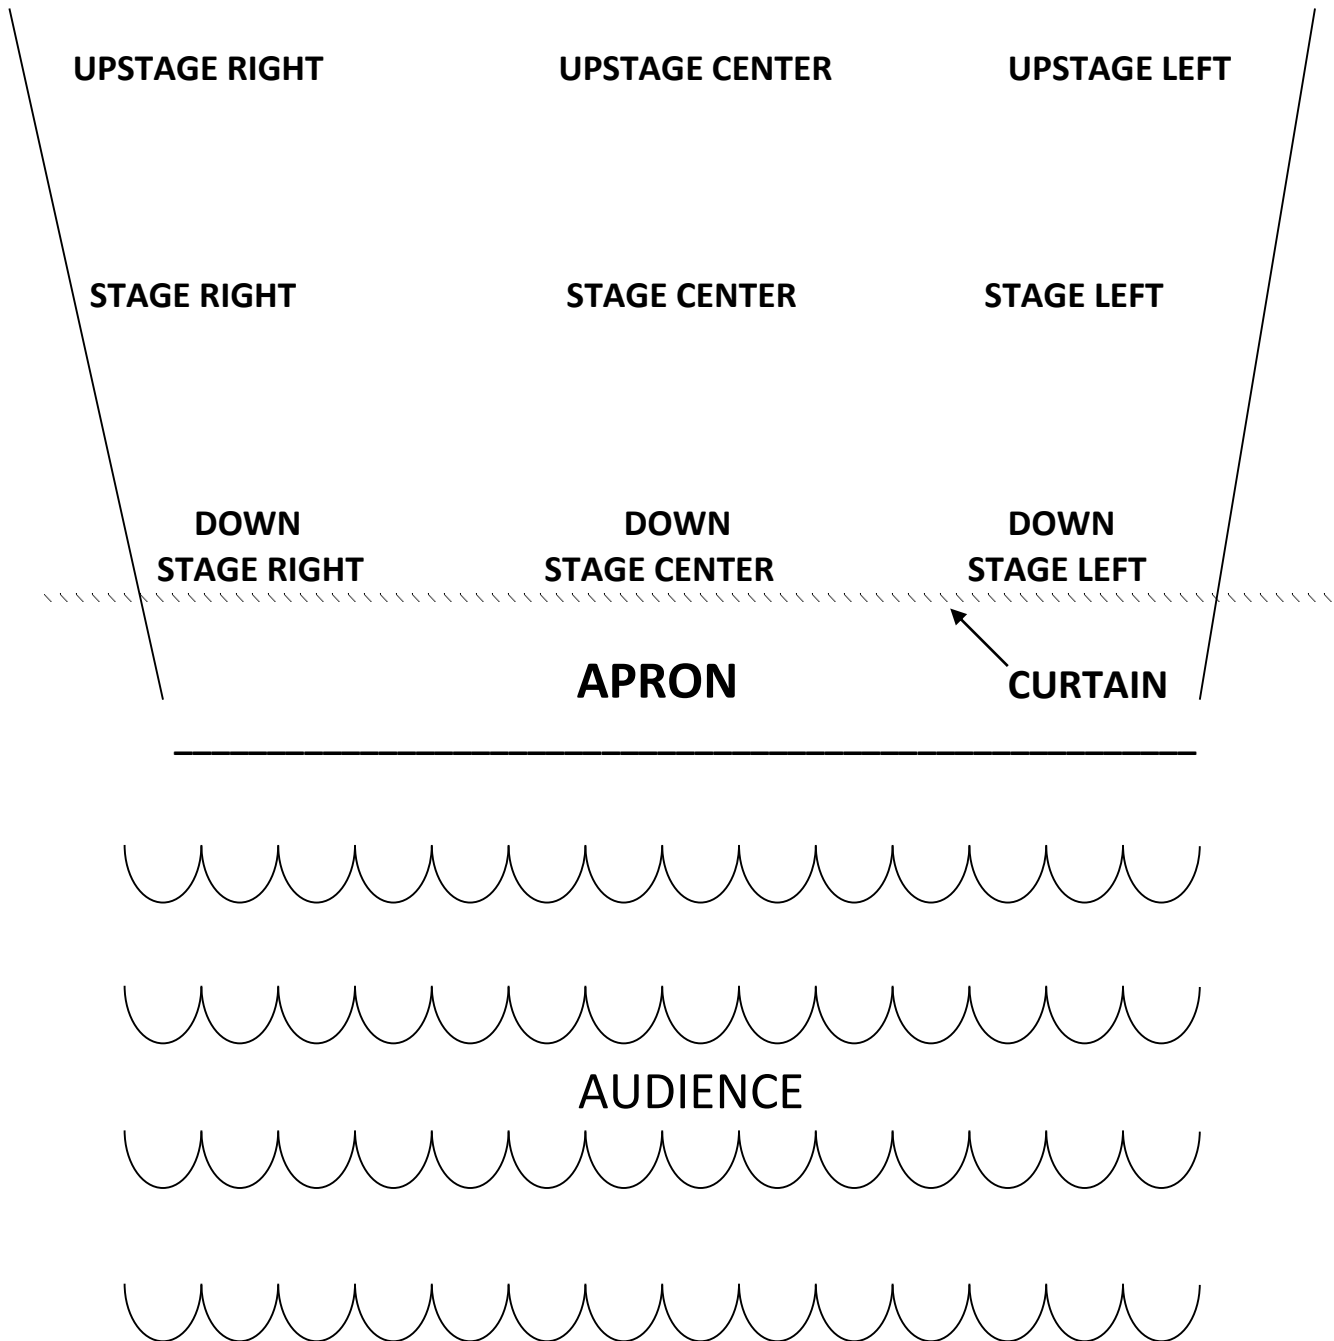 UPSTAGE RIGHT UPSTAGE CENTER UPSTAGE LEFT
STAGE RIGHT STAGE CENTER STAGE LEFT
DOWN DOWN DOWN
STAGE RIGHT STAGE CENTER STAGE LEFT
APRON CURTAIN
AUDIENCE